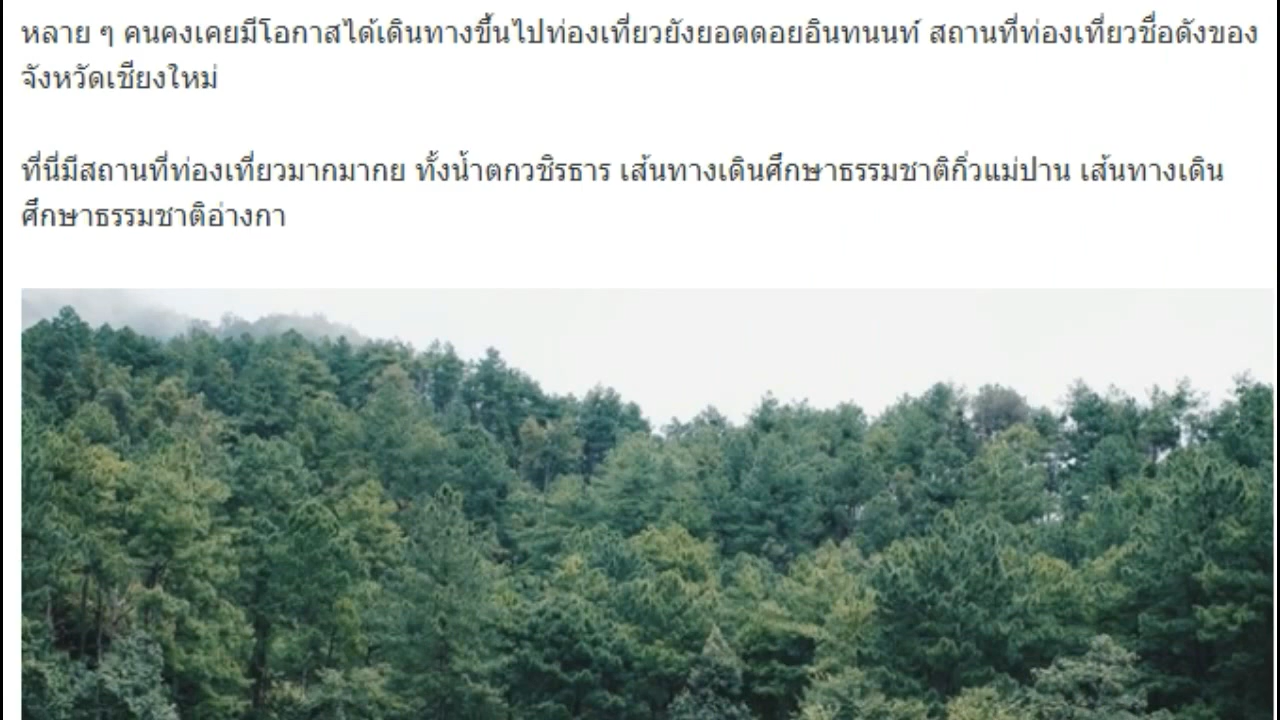 หลาย ๆ คนคงเคยมีโอกาสได้เดินทางขึ้นไปท่องเที่ยวยังยอดดอยอินทนนท์ สถานที่ท่องเที่ยวชื่อดังของ
จังหวัดเชียงใหม่
ที่นี่มีสถานที่ท่องเที่ยวมากมากย ทั้งน้ำตกวชิรธาร เส้นทางเดินศึกษาธรรมชาติกิ่วแม่ปาน เส้นทางเดิน
ศึกษาธรรมชาติอ่างกา